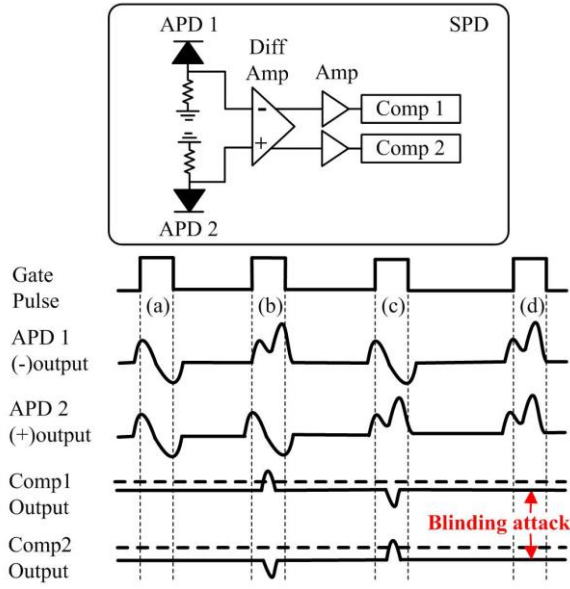 APD 1
SPD
Diff
Amp
Amp
-
Comp 1
+
Comp 2
APD 2
Gate
Pulse
(a)
(b)
(c)
(d)
APD 1
(-)output
APD 2
(+)output
Comp1
Output
Blinding attack
Comp2
Output